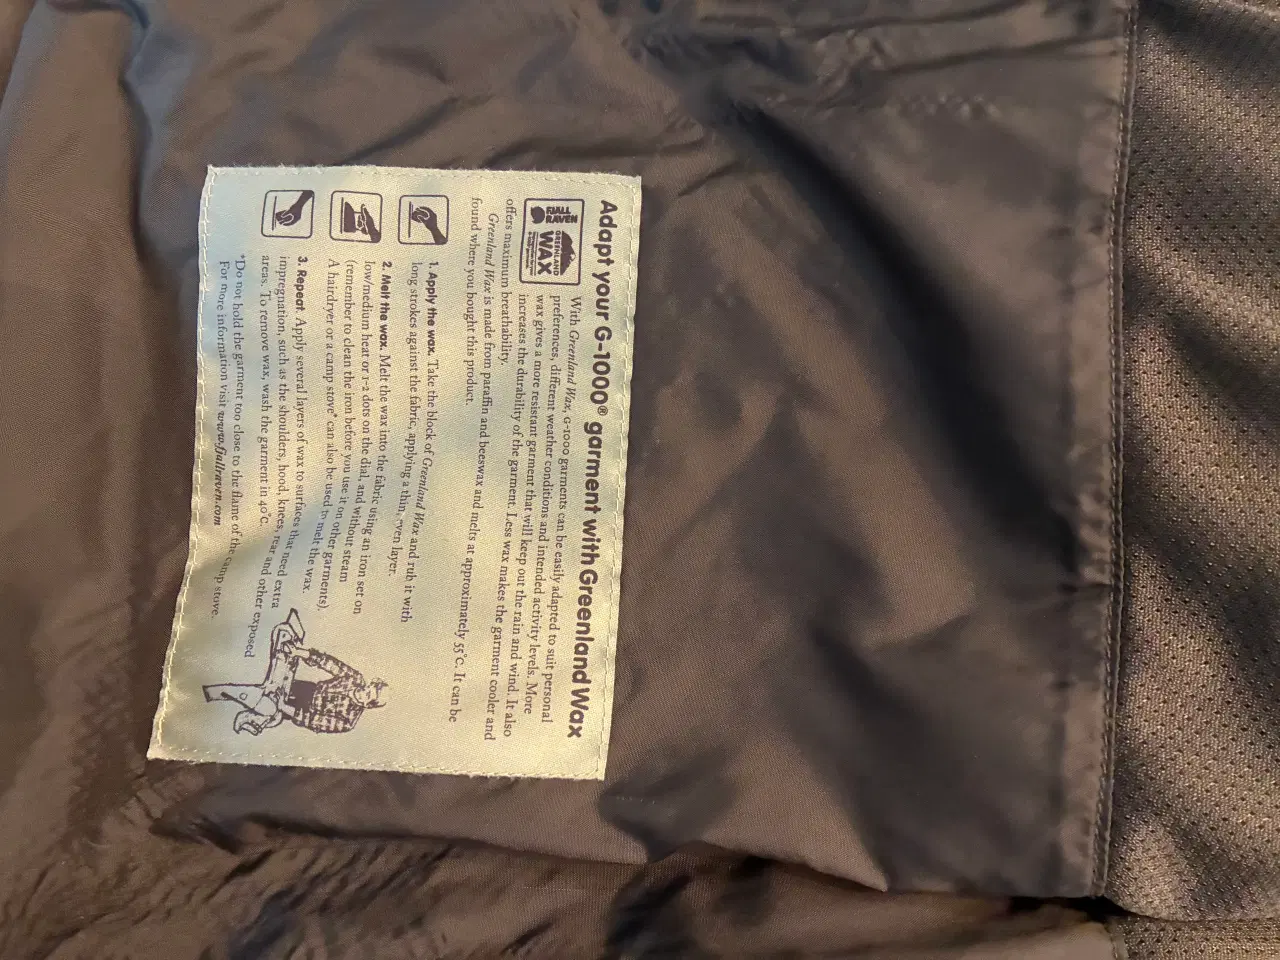 Adapt your G-1000® garment with Greenland Wax
FJÄLL
RÄVEN
GREENLAND
WAX
With Greenland Wax, G-1000 garments can be easily adapted to suit personal
preferences, different weather conditions and intended activity levels. More
wax gives a more resistant garment that will keep out the rain and wind. It also
increases the durability of the garment. Less wax makes the garment cooler and
offers maximum breathability.
Greenland Wax is made from paraffin and beeswax and melts at approximately 55°C. It can be
found where you bought this product.
1. Apply the wax. Take the block of Greenland Wax and rub it with
long strokes against the fabric, applying a thin, even layer.
2. Melt the wax. Melt the wax into the fabric using an iron set on
low/medium heat or 1-2 dots on the dial, and without steam
(remember to clean the iron before you use it on other garments).
A hairdryer or a camp stove* can also be used to melt the wax.
3. Repeat. Apply several layers of wax to surfaces that need extra
impregnation, such as the shoulders, hood, knees, rear and other exposed
areas. To remove wax, wash the garment in 40°C.
*Do not hold the garment too close to the flame of the camp stove.
For more information visit www.fjallraven.com